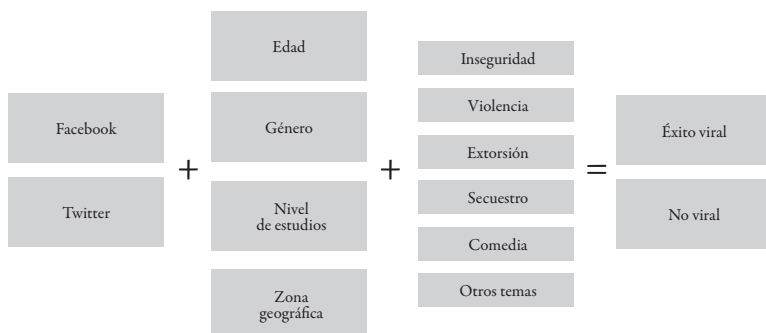 Facebook
Twitter
+
Edad
Género
Nivel
de estudios
Zona
geográfica
+
Inseguridad
Violencia
Extorsión
Secuestro
Comedia
Otros temas
=
Éxito viral
No viral